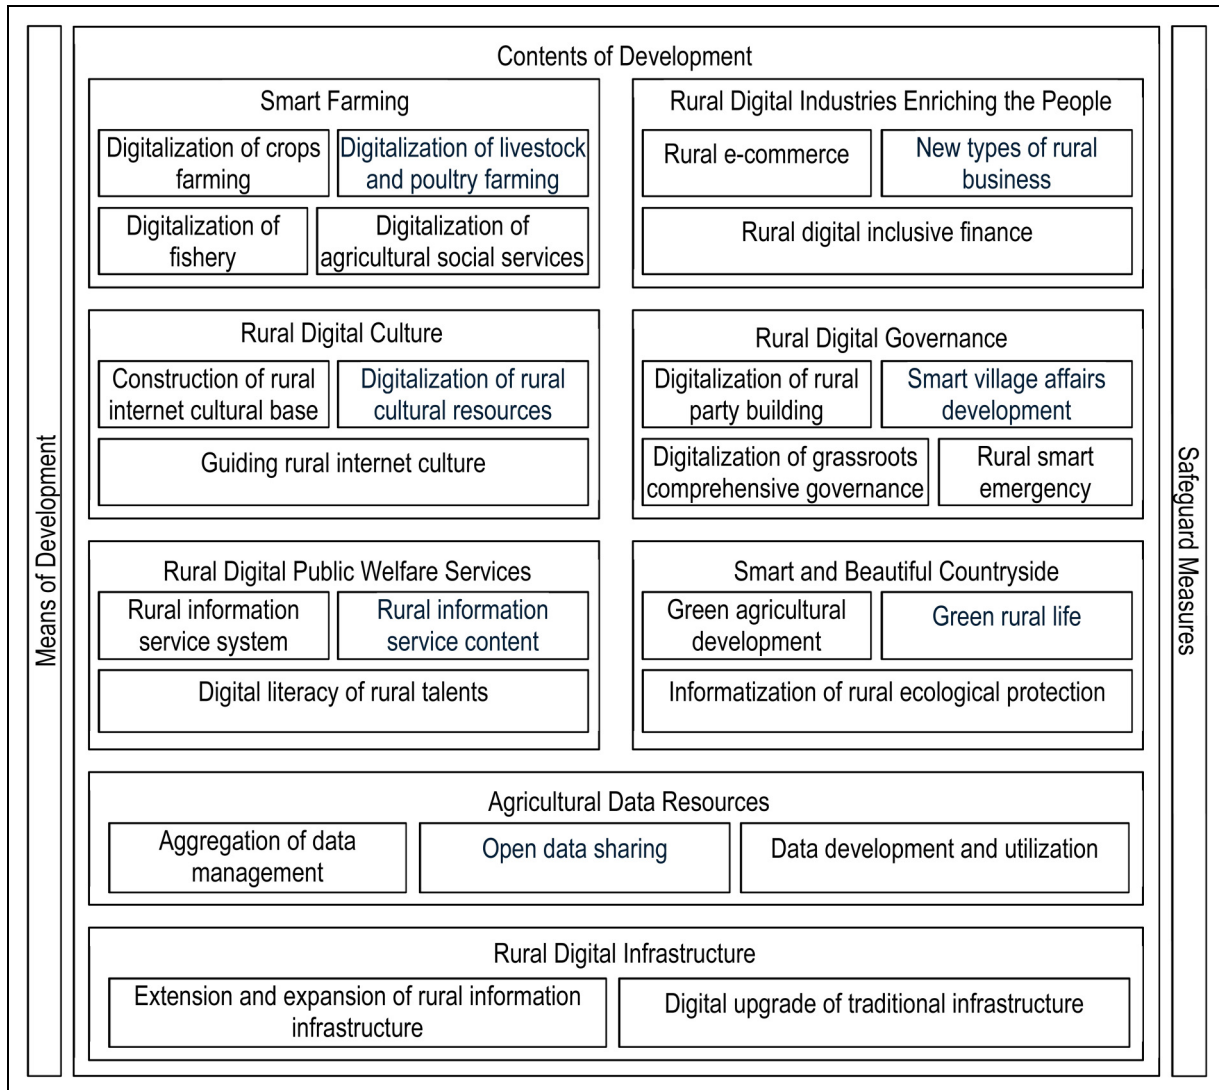 Means of Development
Contents of Development
Smart Farming
Digitalization of crops
farming
Digitalization of livestock
and poultry farming
Digitalization of
fishery
Digitalization of
agricultural social services
Rural Digital Industries Enriching the People
Rural e-commerce
New types of rural
business
Rural digital inclusive finance
Rural Digital Culture
Construction of rural
internet cultural base
Digitalization of rural
cultural resources
Guiding rural internet culture
Rural Digital Governance
Digitalization of rural
party building
Smart village affairs
development
Digitalization of grassroots
comprehensive governance
Rural smart
emergency
Rural Digital Public Welfare Services
Rural information
service system
Rural information
service content
Digital literacy of rural talents
Smart and Beautiful Countryside
Green agricultural
development
Green rural life
Informatization of rural ecological protection
Agricultural Data Resources
Aggregation of data
management
Open data sharing
Data development and utilization
Rural Digital Infrastructure
Extension and expansion of rural information
infrastructure
Digital upgrade of traditional infrastructure
Safeguard Measures